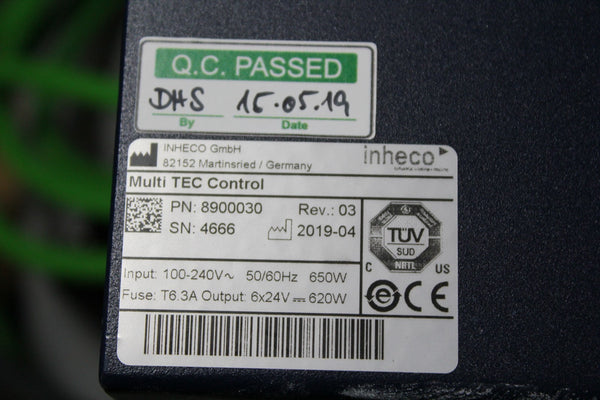 Q.C. PASSED
DHS 15.05.19
By Date
INHECO GmbH
82152 Martinsried / Germany
inheco
Multi TEC Control
PN: 8900030 Rev.: 03
SN: 4666 2019-04
TÜV
SUD
NRTL
C US
Input: 100-240V~ 50/60Hz 650W
Fuse: T6.3A Output: 6x24V⎓ 620W
e CE